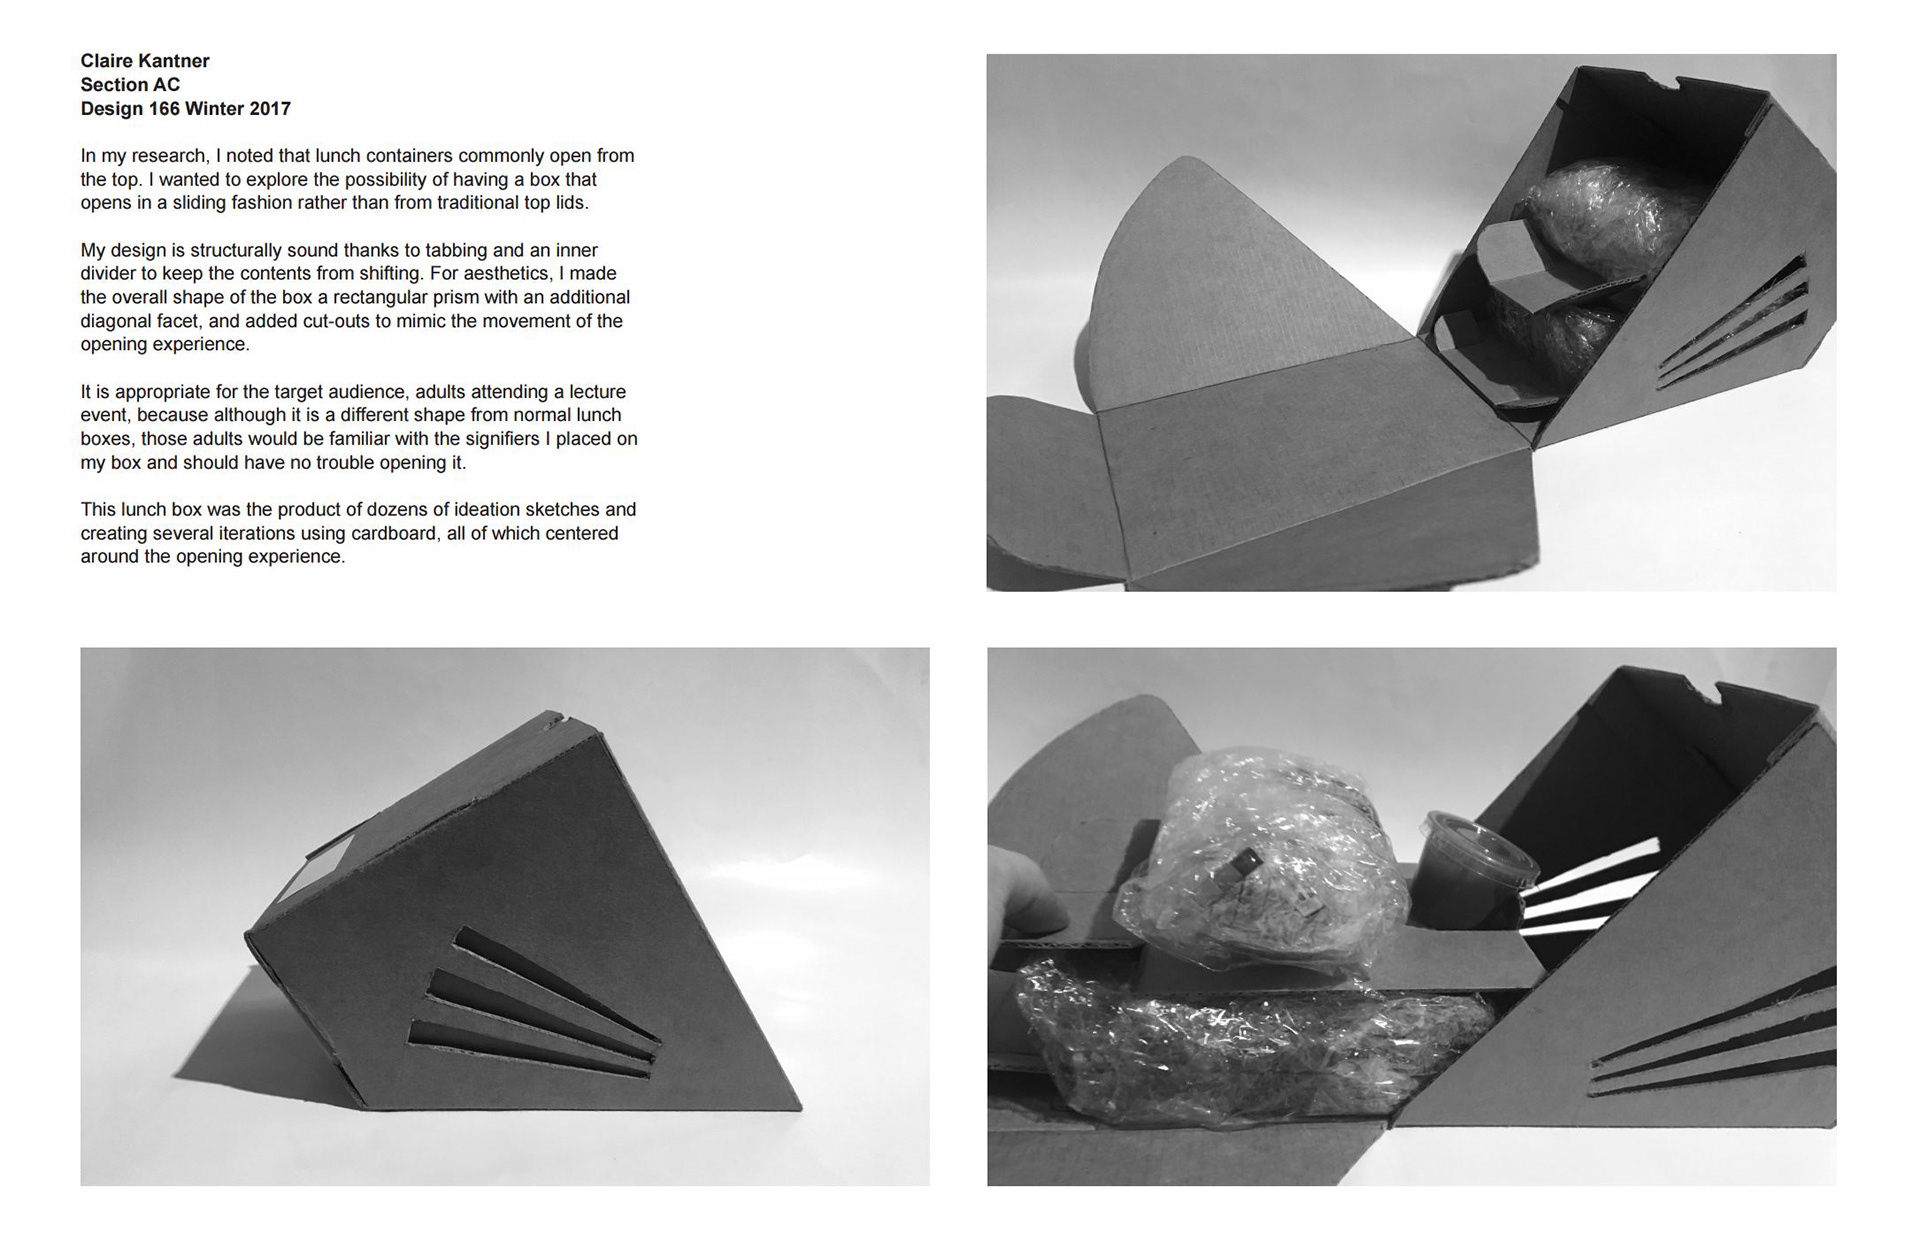 Claire Kantner
Section AC
Design 166 Winter 2017
In my research, I noted that lunch containers commonly open from
the top. I wanted to explore the possibility of having a box that
opens in a sliding fashion rather than from traditional top lids.
My design is structurally sound thanks to tabbing and an inner
divider to keep the contents from shifting. For aesthetics, I made
the overall shape of the box a rectangular prism with an additional
diagonal facet, and added cut-outs to mimic the movement of the
opening experience.
It is appropriate for the target audience, adults attending a lecture
event, because although it is a different shape from normal lunch
boxes, those adults would be familiar with the signifiers I placed on
my box and should have no trouble opening it.
This lunch box was the product of dozens of ideation sketches and
creating several iterations using cardboard, all of which centered
around the opening experience.